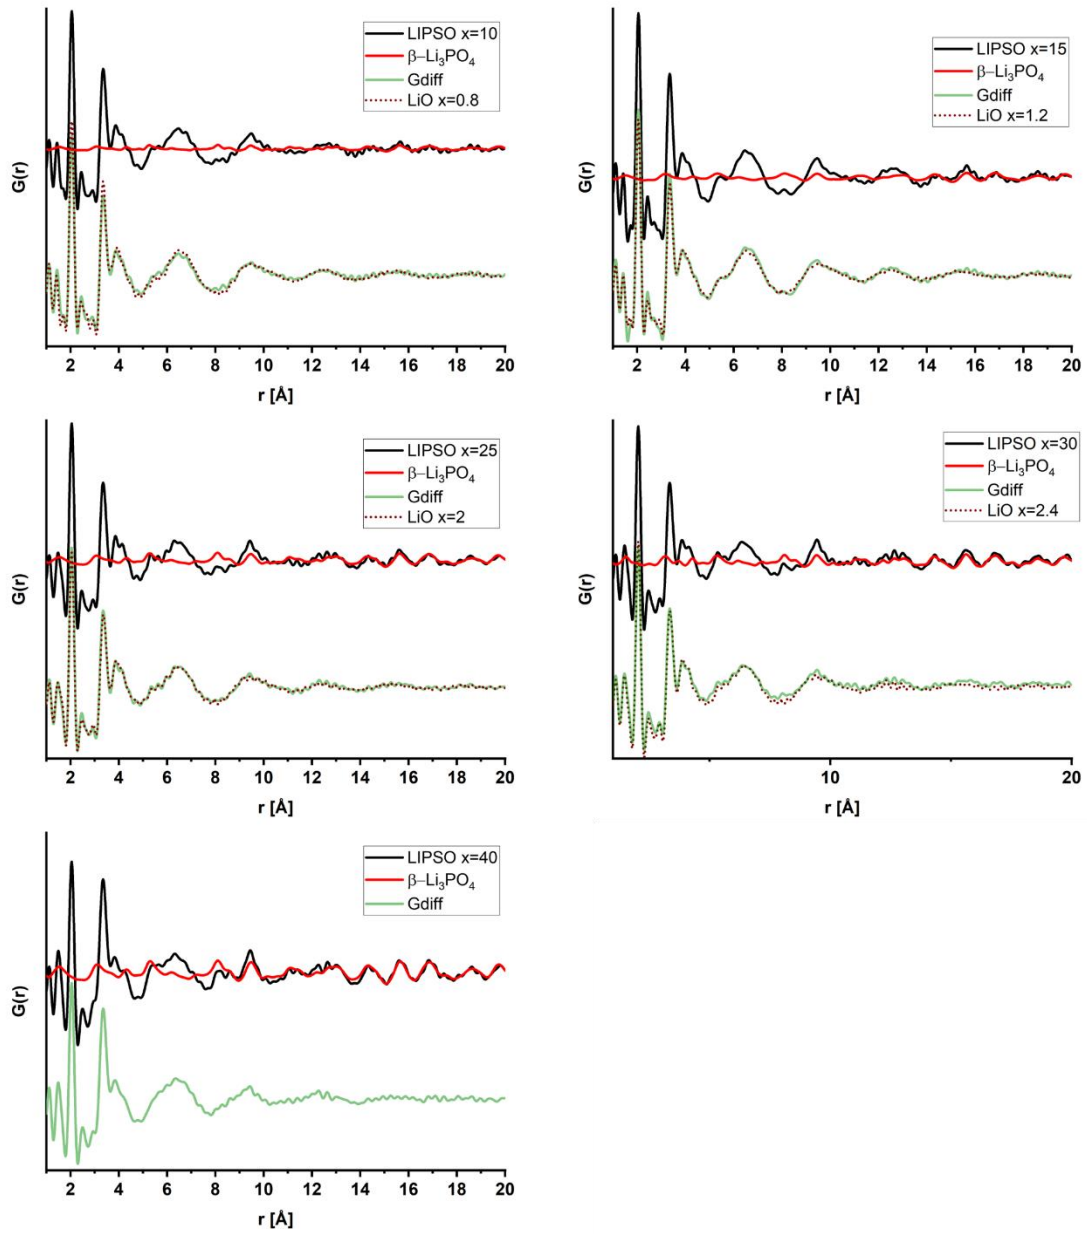 LIPSO x=10
β–Li₃PO₄
Gdiff
LiO x=0.8
G(r)
2 4 6 8 10 12 14 16 18 20
r [Å]
LIPSO x=15
β–Li₃PO₄
Gdiff
LiO x=1.2
G(r)
2 4 6 8 10 12 14 16 18 20
r [Å]
LIPSO x=25
β–Li₃PO₄
Gdiff
LiO x=2
G(r)
2 4 6 8 10 12 14 16 18 20
r [Å]
LIPSO x=30
β–Li₃PO₄
Gdiff
LiO x=2.4
G(r)
10 20
r [Å]
LIPSO x=40
β–Li₃PO₄
Gdiff
G(r)
2 4 6 8 10 12 14 16 18 20
r [Å]